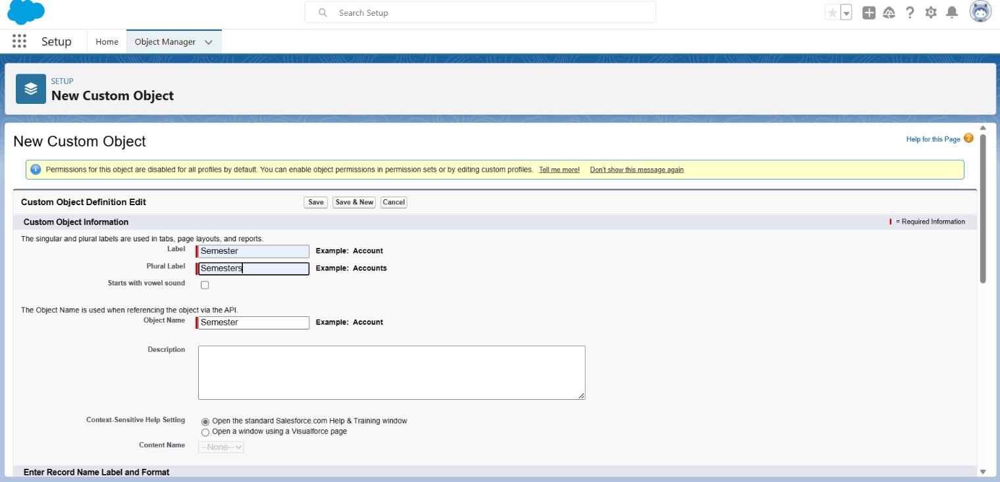 Search Setup
Setup Home Object Manager
SETUP
New Custom Object
New Custom Object
Help for this Page ?
Permissions for this object are disabled for all profiles by default. You can enable object permissions in permission sets or by editing custom profiles. Tell me more! Don't show this message again
Custom Object Definition Edit Save Save & New Cancel
Custom Object Information = Required Information
The singular and plural labels are used in tabs, page layouts, and reports.
Label Semester Example: Account
Plural Label Semesters Example: Accounts
Starts with vowel sound
The Object Name is used when referencing the object via the API.
Object Name Semester Example: Account
Description
Context-Sensitive Help Setting Open the standard Salesforce.com Help & Training window
Open a window using a Visualforce page
Content Name --None--
Enter Record Name Label and Format